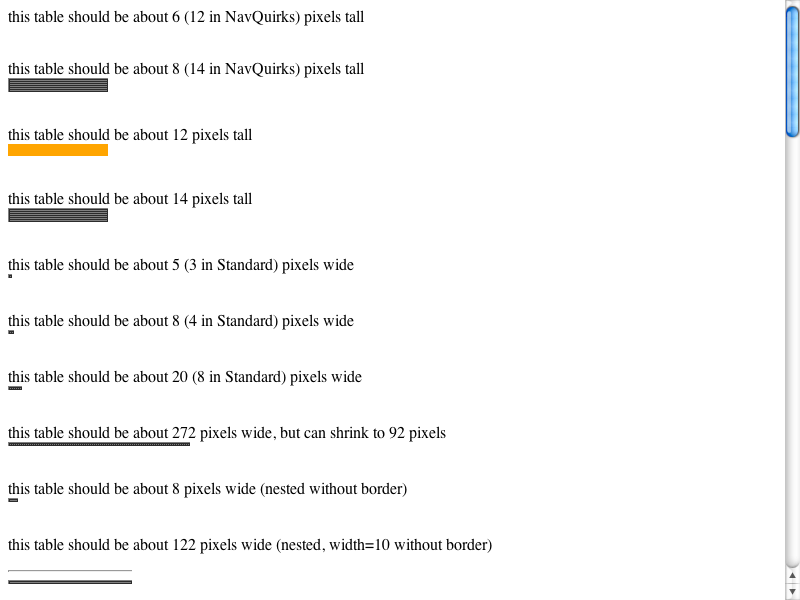 this table should be about 6 (12 in NavQuirks) pixels tall
this table should be about 8 (14 in NavQuirks) pixels tall
this table should be about 12 pixels tall
this table should be about 14 pixels tall
this table should be about 5 (3 in Standard) pixels wide
this table should be about 8 (4 in Standard) pixels wide
this table should be about 20 (8 in Standard) pixels wide
this table should be about 272 pixels wide, but can shrink to 92 pixels
this table should be about 8 pixels wide (nested without border)
this table should be about 122 pixels wide (nested, width=10 without border)